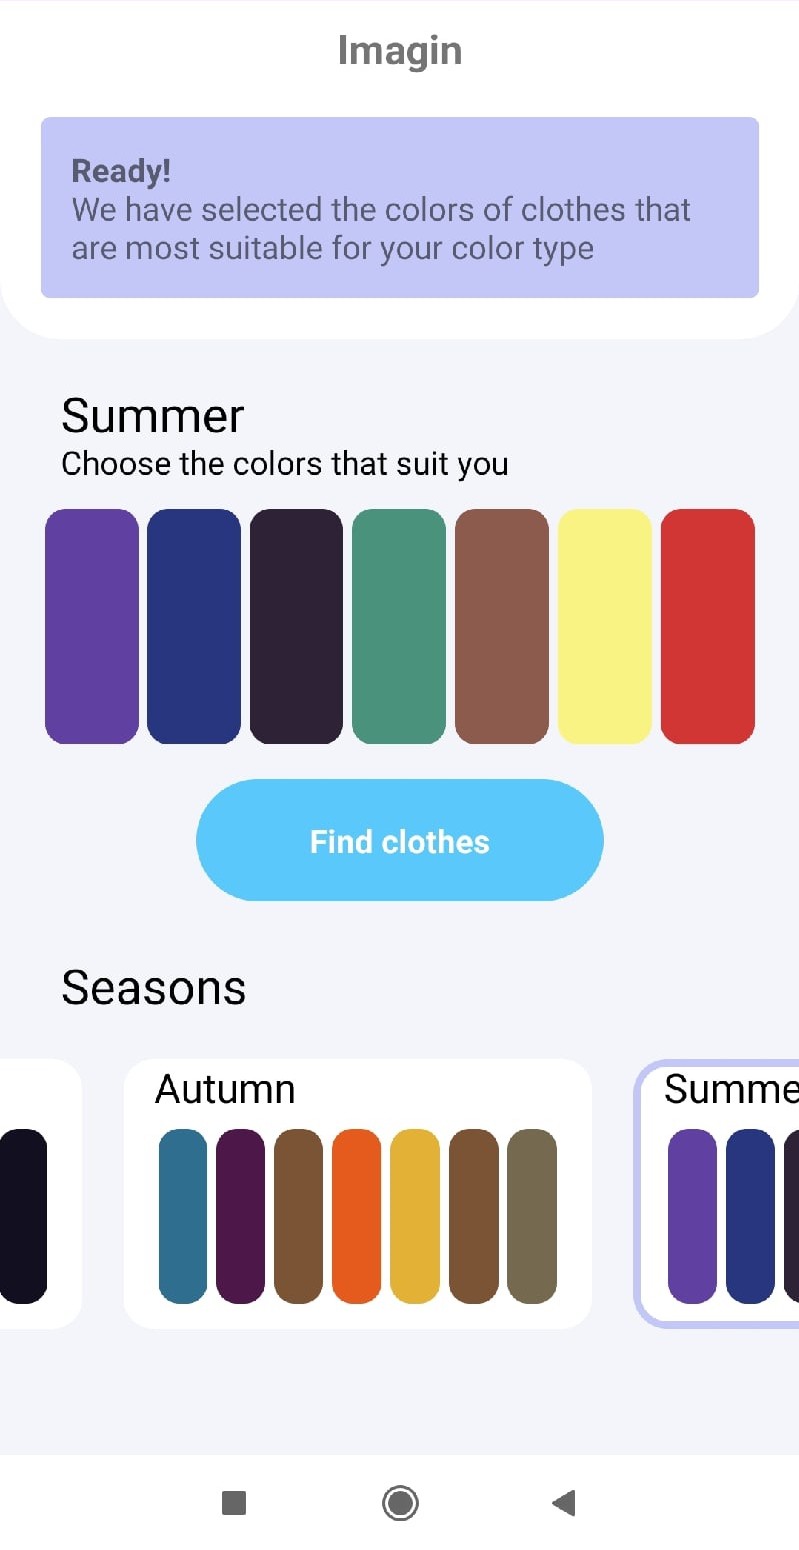 Imagin
Ready!
We have selected the colors of clothes that
are most suitable for your color type
Summer
Choose the colors that suit you
Find clothes
Seasons
Autumn
Summe